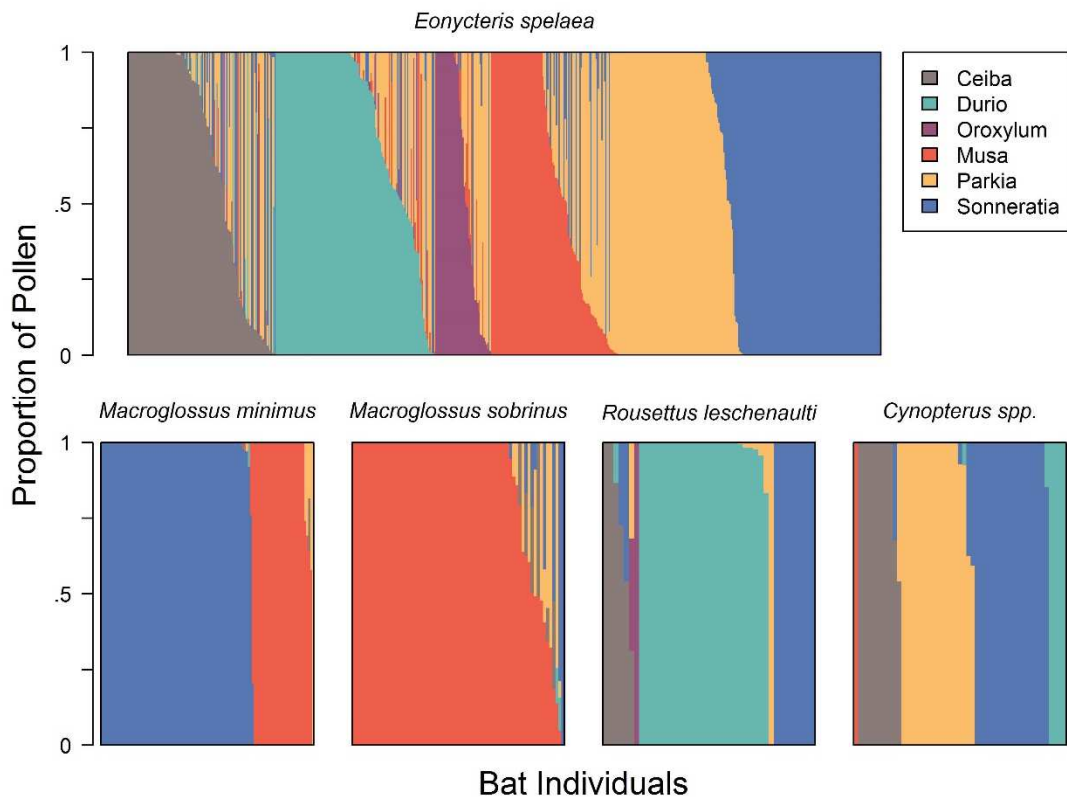 Eonycteris spelaea
1
.5
0
Ceiba
Durio
Oroxylum
Musa
Parkia
Sonneratia
Proportion of Pollen
Macroglossus minimus
Macroglossus sobrinus
Rousettus leschenaulti
Cynopterus spp.
1
.5
0
Bat Individuals